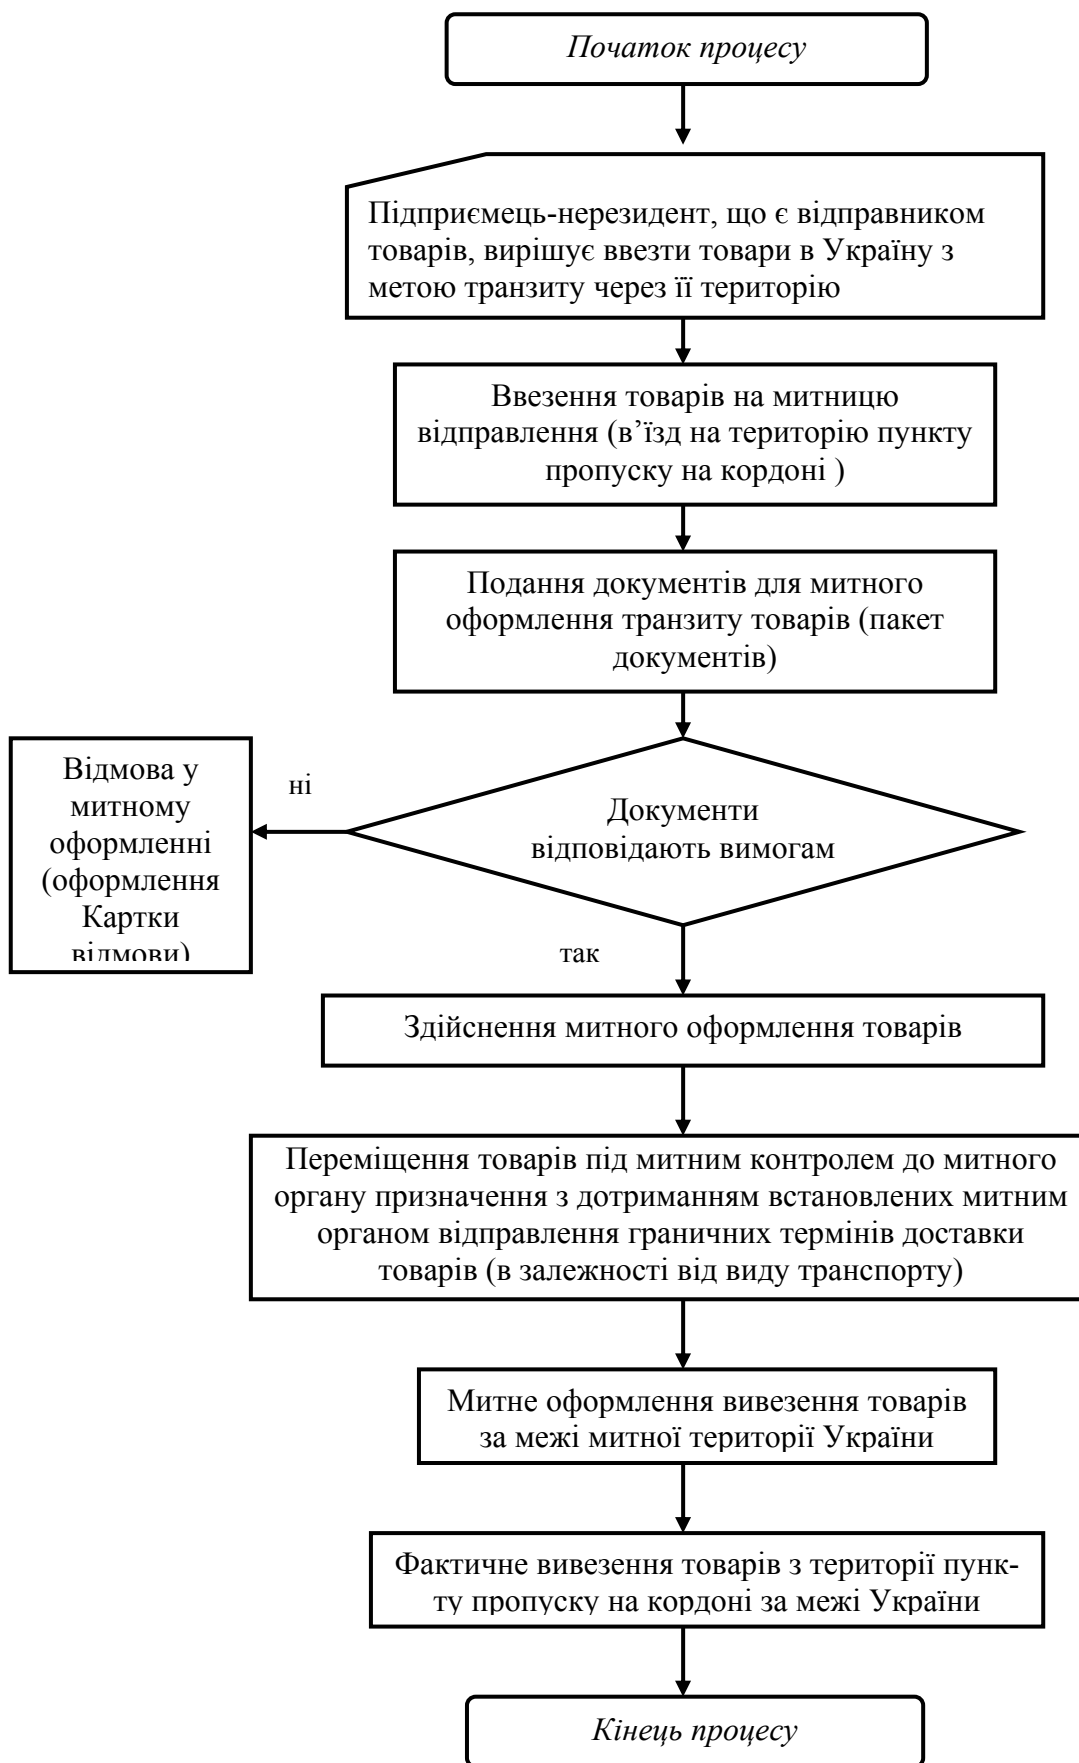 Початок процесу
Підприємець-нерезидент, що є відправником
товарів, вирішує ввезти товари в Україну з
метою транзиту через її територію
Ввезення товарів на митницю
відправлення (в’їзд на територію пункту
пропуску на кордоні )
Подання документів для митного
оформлення транзиту товарів (пакет
документів)
Відмова у
митному
оформленні
(оформлення
Картки
відмови)
ні
Документи
відповідають вимогам
так
Здійснення митного оформлення товарів
Переміщення товарів під митним контролем до митного
органу призначення з дотриманням встановлених митним
органом відправлення граничних термінів доставки
товарів (в залежності від виду транспорту)
Митне оформлення вивезення товарів
за межі митної території України
Фактичне вивезення товарів з території пунк-
ту пропуску на кордоні за межі України
Кінець процесу